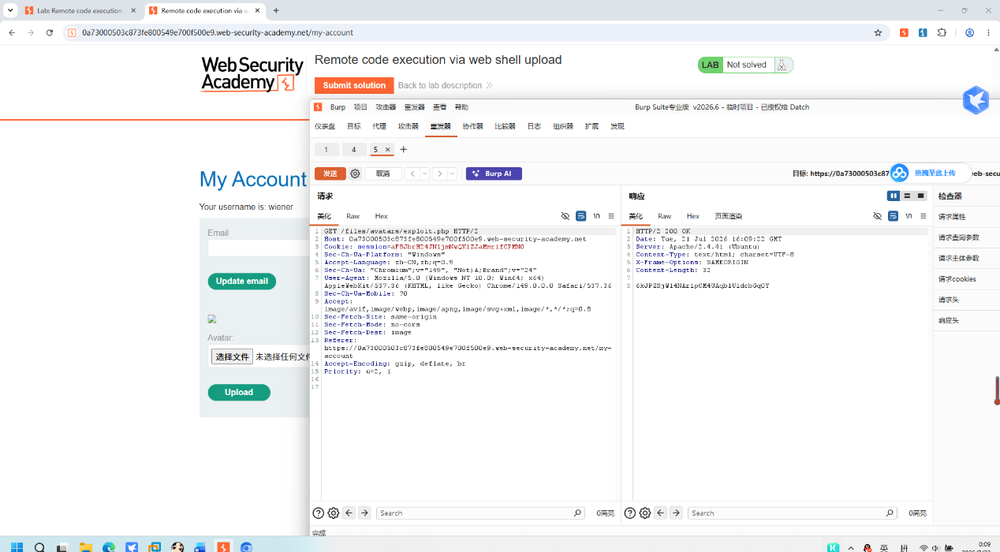 Lab: Remote code execution
Remote code execution via w
0a73000503c873fe800549e700f500e9.web-security-academy.net/my-account
Web Security
Academy
Remote code execution via web shell upload
Submit solution
Back to lab description
LAB
Not solved
My Account
Your username is: wiener
Email
Update email
Avatar:
选择文件 未选择任何文件
Upload
Burp 项目 攻击器 重发器 查看 帮助
Burp Suite专业版 v2026.6 - 临时项目 - 已授权给 Datch
仪表盘 目标 代理 攻击器 重发器 协作器 比较器 日志 组织器 扩展 发现
1 4 5
发送 取消 Burp AI
目标: https://0a73000503c87
拖拽至此上传
eb-secu
请求
美化 Raw Hex \n
1 GET /files/avatars/exploit.php HTTP/2
2 Host: 0a73000503c873fe800549e700f500e9.web-security-academy.net
3 Cookie:
4 Sec-Ch-Ua-Platform: "Windows"
5 Accept-Language: zh-CN,zh;q=0.9
6 Sec-Ch-Ua: "Chromium";v="149", "Not)A;Brand";v="24"
7 User-Agent: Mozilla/5.0 (Windows NT 10.0; Win64; x64)
AppleWebKit/537.36 (KHTML, like Gecko) Chrome/149.0.0.0 Safari/537.36
8 Sec-Ch-Ua-Mobile: ?0
9 Accept:
image/avif,image/webp,image/apng,image/svg+xml,image/*,*/*;q=0.8
10 Sec-Fetch-Site: same-origin
11 Sec-Fetch-Mode: no-cors
12 Sec-Fetch-Dest: image
13 Referer:
https://0a73000503c873fe800549e700f500e9.web-security-academy.net/my-
account
14 Accept-Encoding: gzip, deflate, br
15 Priority: u=2, i
16
17
Search
0高亮
响应
美化 Raw Hex 页面渲染 \n
1 HTTP/2 200 OK
2 Date: Tue, 21 Jul 2026 16:09:22 GMT
3 Server: Apache/2.4.41 (Ubuntu)
4 Content-Type: text/html; charset=UTF-8
5 X-Frame-Options: SAMEORIGIN
6 Content-Length: 32
7
8
Search
0高亮
检查器
请求属性
请求查询参数
请求主体参数
请求cookies
请求头
响应头
完成
英 拼
0:09